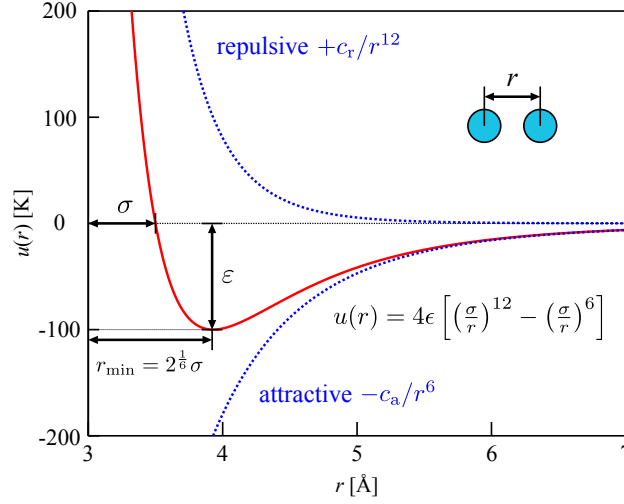 200
100
0
-100
-200
u(r) [K]
repulsive +c_r/r^{12}
r
σ
ε
u(r) = 4ϵ [(σ/r)^{12} − (σ/r)^6]
r_min = 2^{1/6}σ
attractive −c_a/r^6
3 4 5 6 7
r [Å]